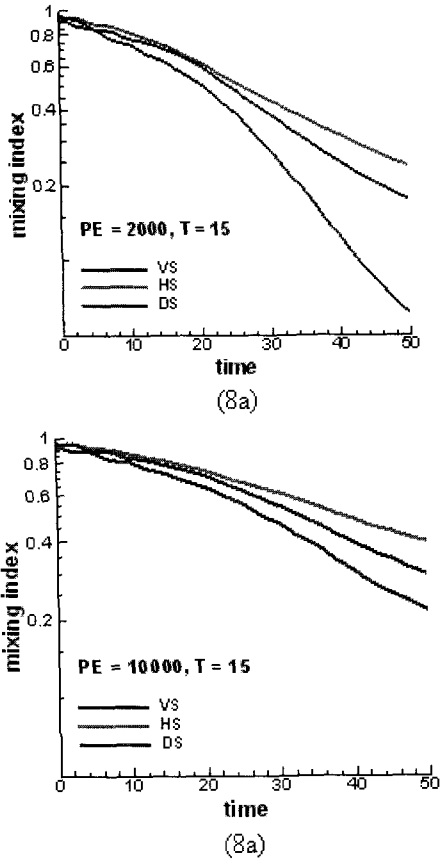 1
0.8
0.6
0.4
0.2
mixing index
PE = 2000, T = 15
VS
HS
DS
0 10 20 30 40 50
time
(8a)
1
0.8
0.6
0.4
0.2
mixing index
PE = 10000, T = 15
VS
HS
DS
0 10 20 30 40 50
time
(8a)